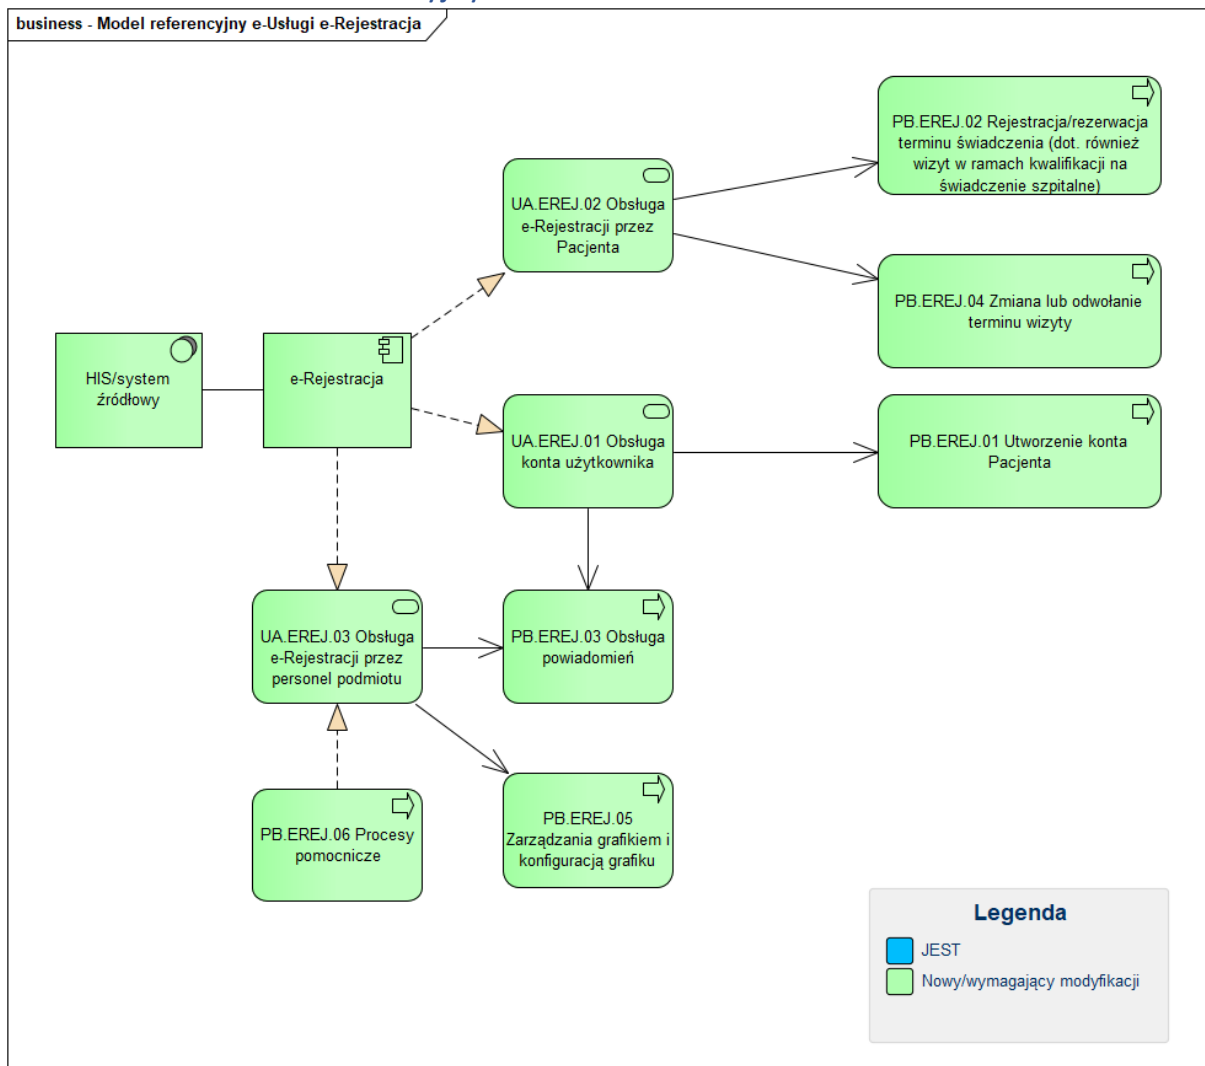 business - Model referencyjny e-Usługi e-Rejestracja
PB.EREJ.02 Rejestracja/rezerwacja
terminu świadczenia (dot. również
wizyt w ramach kwalifikacji na
świadczenie szpitalne)
UA.EREJ.02 Obsługa
e-Rejestracji przez
Pacjenta
PB.EREJ.04 Zmiana lub odwołanie
terminu wizyty
HIS/system
źródłowy
e-Rejestracja
UA.EREJ.01 Obsługa
konta użytkownika
PB.EREJ.01 Utworzenie konta
Pacjenta
UA.EREJ.03 Obsługa
e-Rejestracji przez
personel podmiotu
PB.EREJ.03 Obsługa
powiadomień
PB.EREJ.06 Procesy
pomocnicze
PB.EREJ.05
Zarządzania grafikiem i
konfiguracją grafiku
Legenda
JEST
Nowy/wymagający modyfikacji